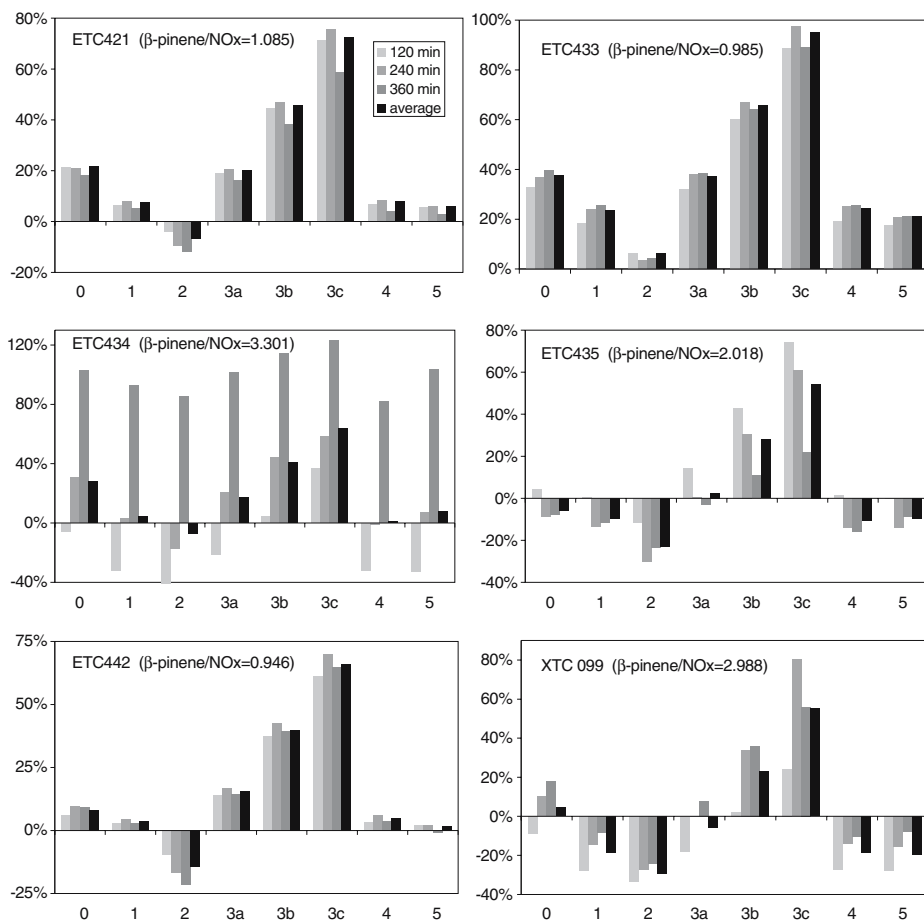 ETC421 (β-pinene/NOx=1.085)
120 min
240 min
360 min
average
80%
60%
40%
20%
0%
-20%
0 1 2 3a 3b 3c 4 5
ETC433 (β-pinene/NOx=0.985)
100%
80%
60%
40%
20%
0%
0 1 2 3a 3b 3c 4 5
ETC434 (β-pinene/NOx=3.301)
120%
80%
40%
0%
-40%
0 1 2 3a 3b 3c 4 5
ETC435 (β-pinene/NOx=2.018)
80%
60%
40%
20%
0%
-20%
-40%
0 1 2 3a 3b 3c 4 5
ETC442 (β-pinene/NOx=0.946)
75%
50%
25%
0%
-25%
0 1 2 3a 3b 3c 4 5
XTC 099 (β-pinene/NOx=2.988)
80%
60%
40%
20%
0%
-20%
-40%
0 1 2 3a 3b 3c 4 5